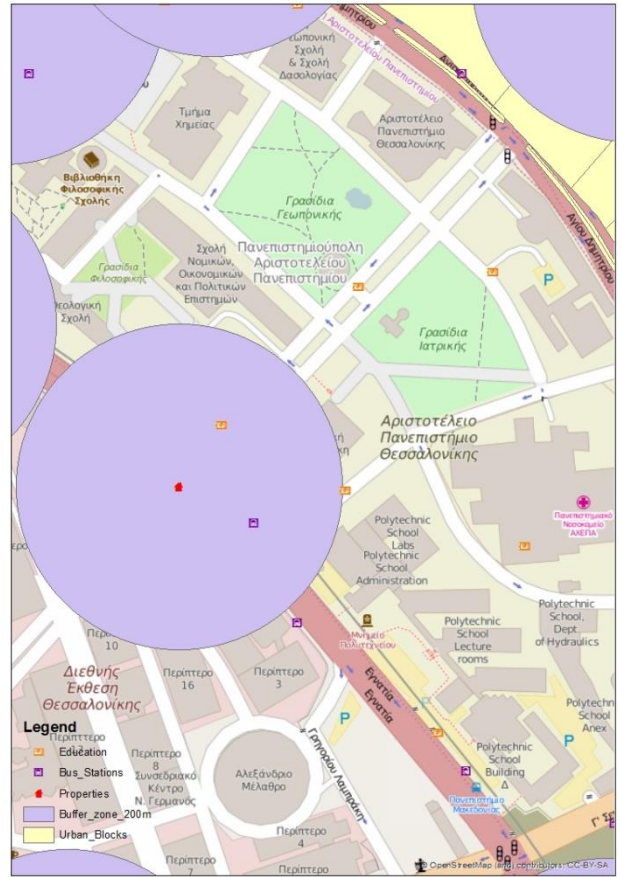 μητρίου
Αριστοτέλειο Πανεπιστήμιο
εωπονική
Σχολή
& Σχολή
Δασολογίας
Τμήμα
Χημείας
Αριστοτέλειο
Πανεπιστήμιο
Θεσσαλονίκης
Βιβλιοθήκη
Φιλοσοφικής
Σχολής
Γρασίδια
Γεωπονικής
Αγίου Δημητρίου
Σχολή
Νομικών,
Οικονομικών
και Πολιτικών
Επιστημών
Πανεπιστημιούπολη
Αριστοτελείου
Πανεπιστημίου
Γρασίδια
Φιλοσοφικής
P
εολογική
Σχολή
Γρασίδια
Ιατρικής
Αριστοτέλειο
Πανεπιστήμιο
Θεσσαλονίκης
Πανεπιστημιακό
Νοσοκομείο
ΑΧΕΠΑ
Polytechnic
School
Labs
Polytechnic
School
Administration
Polytechnic
School,
Dept.
of Hydraulics
Μνημείο
Πολυτεχνείου
Polytechnic
School
Lecture
rooms
Περίπτερο
16
Περίπτερο
3
10
Εγνατία
Εγνατία
Διεθνής
Έκθεση
Θεσσαλονίκης
Polytechn
School
Anex
P
P
Γρηγορίου Λαμπράκη
Polytechnic
School
Building
Πανεπιστήμιο
Μακεδονίας
Περίπτερο
8
Συνεδριακό
Κέντρο
Ν. Γερμανός
Αλεξάνδριο
Μέλαθρο
Περίπτερο
4
Περίπτερο
7
Περίπτερο
Legend
Education
Bus_Stations
Properties
Buffer_zone_200m
Urban_Blocks
© OpenStreetMap (and) contributors, CC-BY-SA